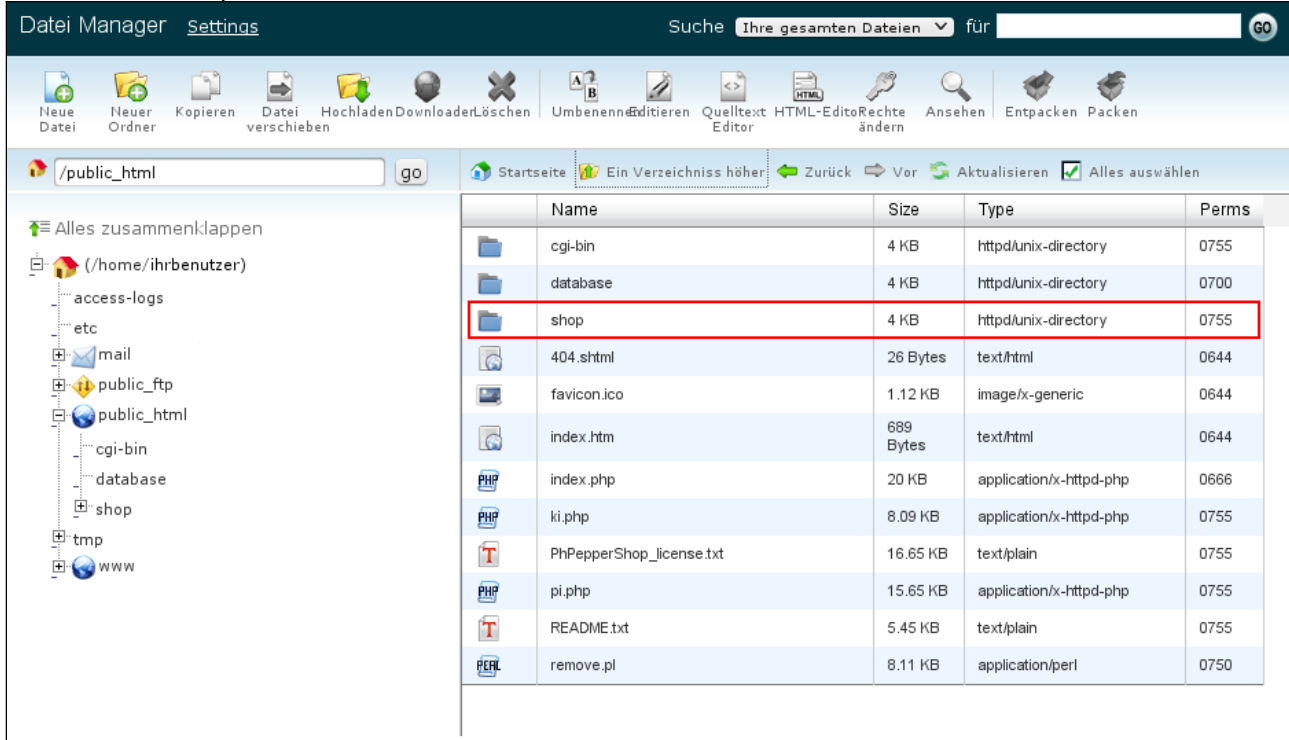 Datei Manager Settings Suche Ihre gesamten Dateien für GO
Neue Datei Neuer Ordner Kopieren Datei verschieben Hochladen Downloader Löschen Umbenennen Editieren Quelltext Editor HTML-Editor Rechte ändern Ansehen Entpacken Packen
/public_html go Startseite Ein Verzeichniss höher Zurück Vor Aktualisieren Alles auswählen
Alles zusammenklappen
(/home/ihrbenutzer)
access-logs
etc
mail
public_ftp
public_html
cgi-bin
database
shop
tmp
www
Name Size Type Perms
cgi-bin 4 KB httpd/unix-directory 0755
database 4 KB httpd/unix-directory 0700
shop 4 KB httpd/unix-directory 0755
404.shtml 26 Bytes text/html 0644
favicon.ico 1.12 KB image/x-generic 0644
index.htm 689 Bytes text/html 0644
PHP index.php 20 KB application/x-httpd-php 0666
PHP ki.php 8.09 KB application/x-httpd-php 0755
T PhPepperShop_license.txt 16.65 KB text/plain 0755
PHP pi.php 15.65 KB application/x-httpd-php 0755
T README.txt 5.45 KB text/plain 0755
PERL remove.pl 8.11 KB application/perl 0750